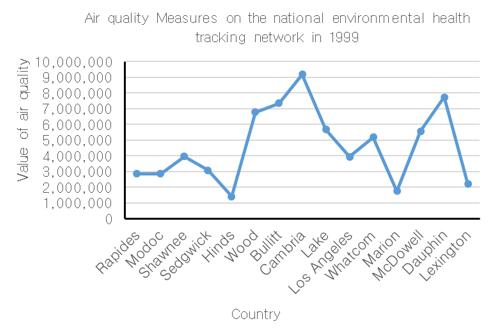 Air quality Measures on the national environmental health
tracking network in 1999
Value of air quality
10,000,000
9,000,000
8,000,000
7,000,000
6,000,000
5,000,000
4,000,000
3,000,000
2,000,000
1,000,000
0
Rapides
Modoc
Shawnee
Sedgwick
Hinds
Wood
Bullitt
Cambria
Lake
Los Angeles
Whatcom
Marion
McDowell
Dauphin
Lexington
Country